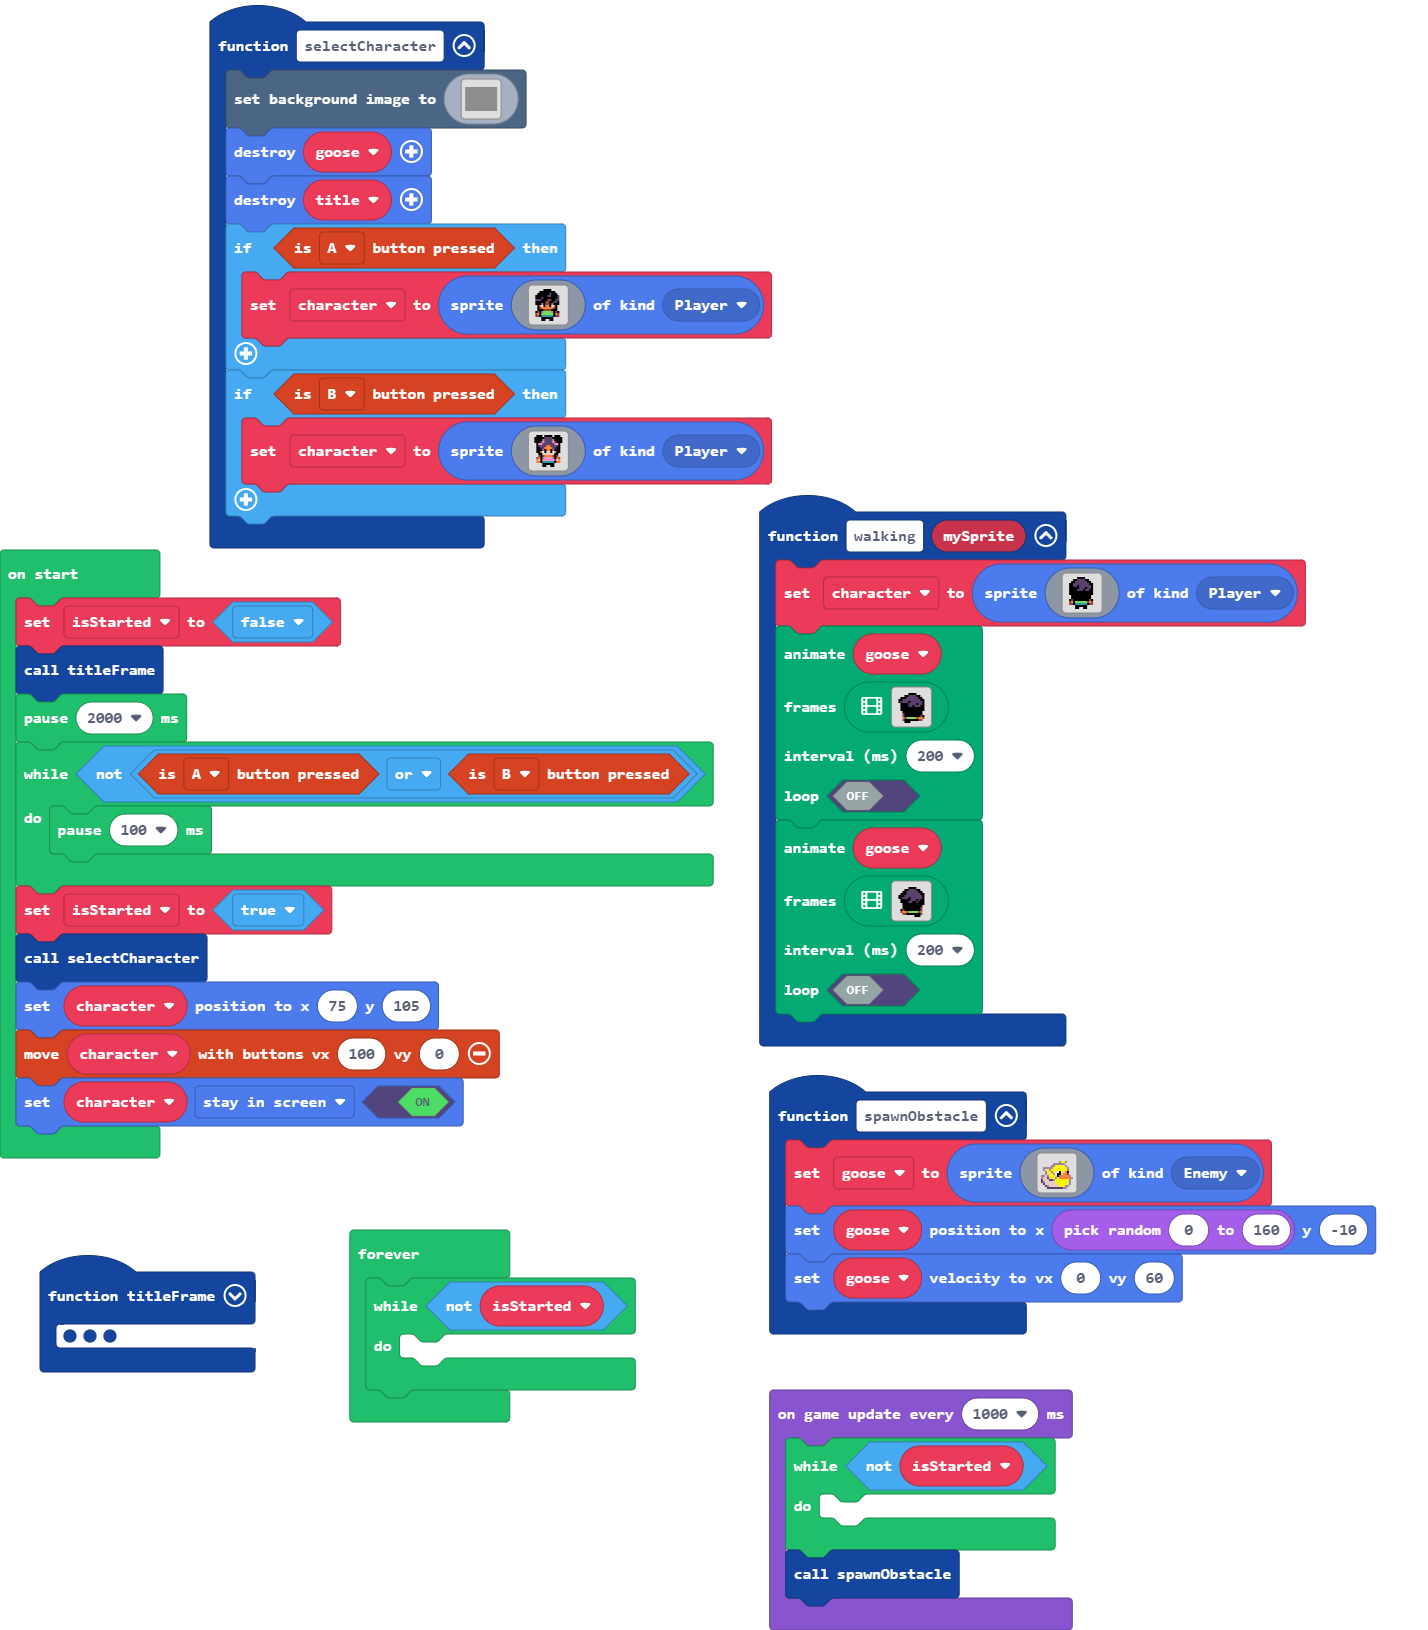 function selectCharacter
set background image to
destroy goose
destroy title
if is A button pressed then
set character to sprite of kind Player
if is B button pressed then
set character to sprite of kind Player
on start
set isStarted to false
call titleFrame
pause 2000 ms
while not is A button pressed or is B button pressed
do
pause 100 ms
set isStarted to true
call selectCharacter
set character position to x 75 y 105
move character with buttons vx 100 vy 0
set character stay in screen ON
function walking mySprite
set character to sprite of kind Player
animate goose
frames
interval (ms) 200
loop OFF
animate goose
frames
interval (ms) 200
loop OFF
function spawnObstacle
set goose to sprite of kind Enemy
set goose position to x pick random 0 to 160 y -10
set goose velocity to vx 0 vy 60
function titleFrame
forever
while not isStarted
do
on game update every 1000 ms
while not isStarted
do
call spawnObstacle